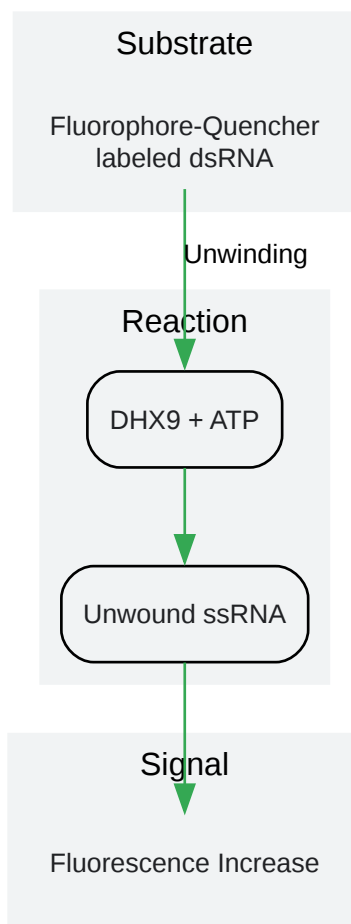 Substrate
Fluorophore-Quencher
labeled dsRNA
Unwinding
Reaction
DHX9 + ATP
Unwound ssRNA
Signal
Fluorescence Increase